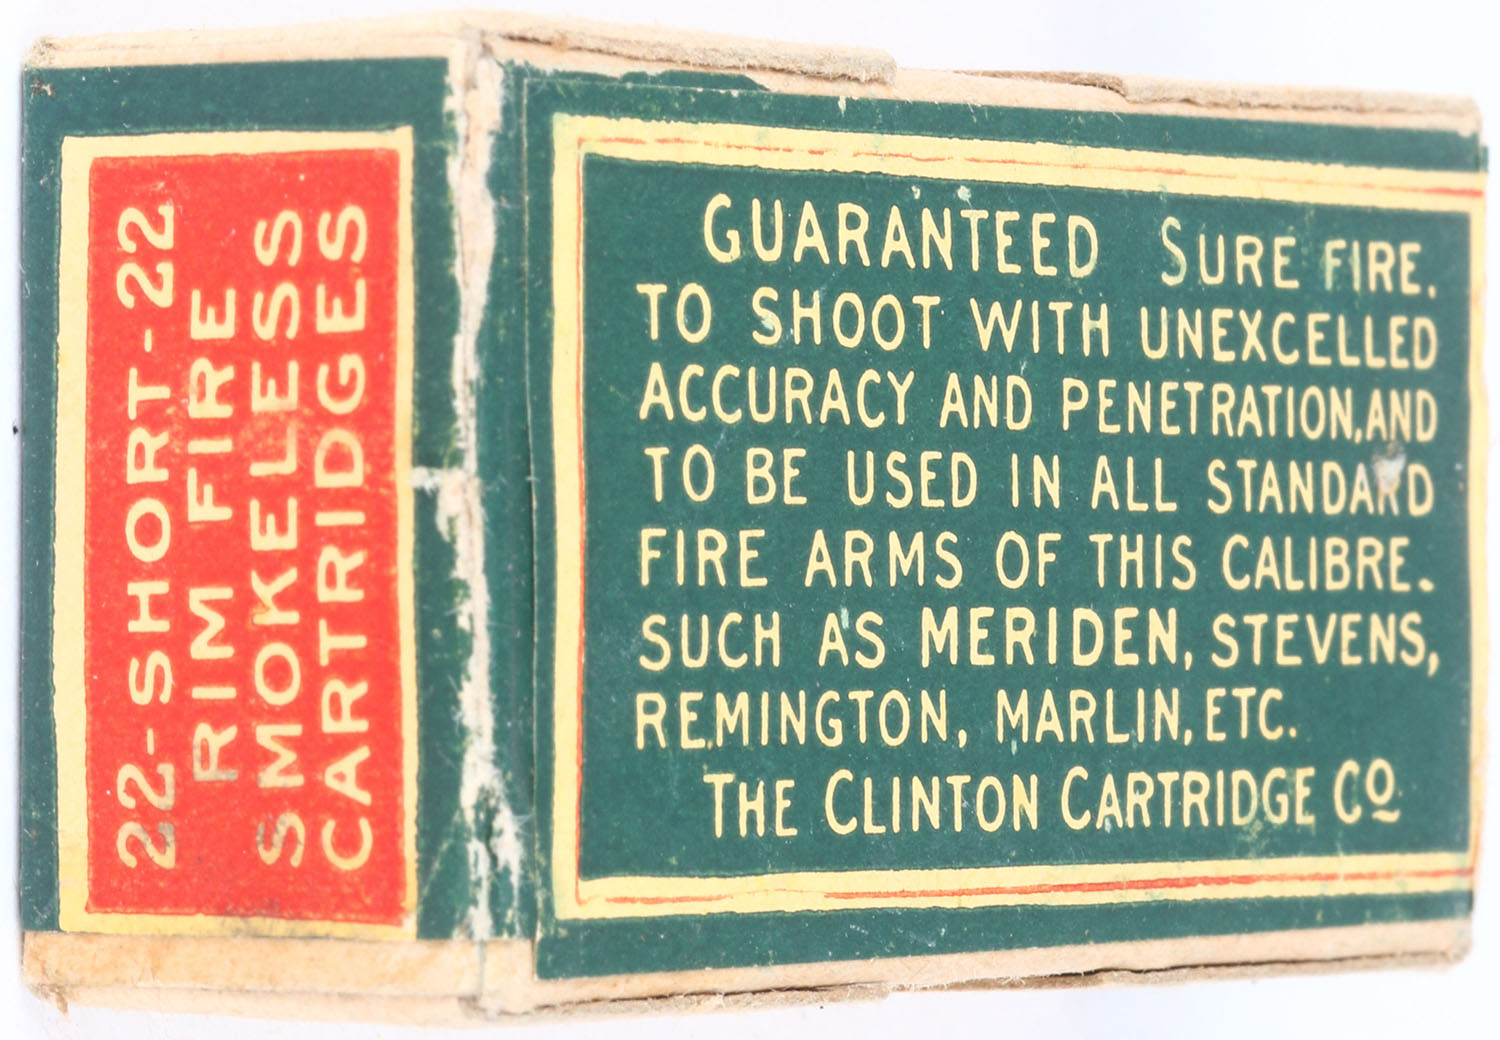 22-SHORT-22
RIM FIRE
SMOKELESS
CARTRIDGES
GUARANTEED SURE FIRE.
TO SHOOT WITH UNEXCELLED
ACCURACY AND PENETRATION, AND
TO BE USED IN ALL STANDARD
FIRE ARMS OF THIS CALIBRE.
SUCH AS MERIDEN, STEVENS,
REMINGTON, MARLIN, ETC.
THE CLINTON CARTRIDGE CO.